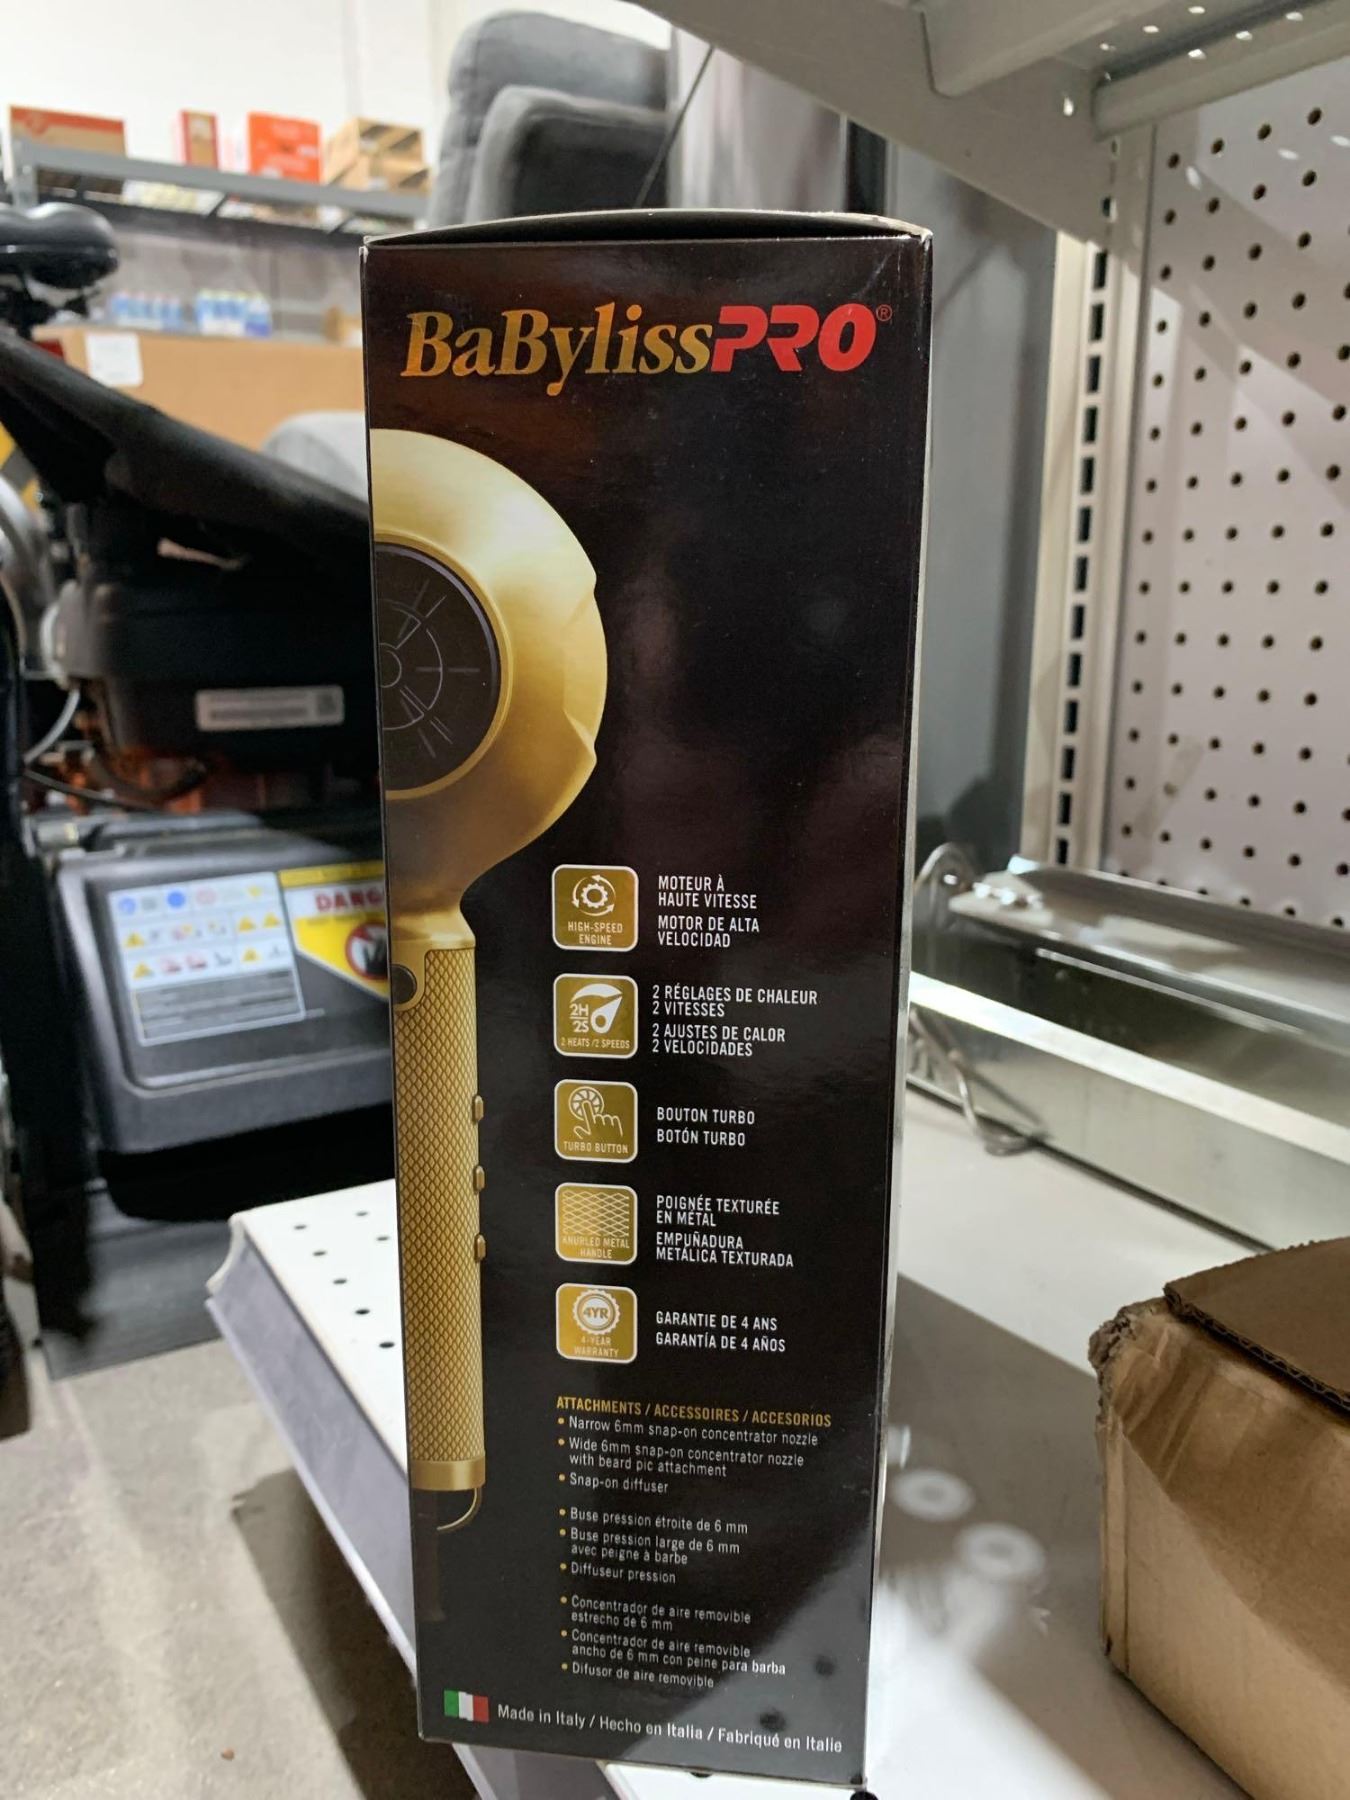 BaBylissPRO®
HIGH-SPEED
ENGINE
MOTEUR À
HAUTE VITESSE
MOTOR DE ALTA
VELOCIDAD
2H
2S
2 HEATS / 2 SPEEDS
2 RÉGLAGES DE CHALEUR
2 VITESSES
2 AJUSTES DE CALOR
2 VELOCIDADES
TURBO BUTTON
BOUTON TURBO
BOTÓN TURBO
KNURLED METAL
HANDLE
POIGNÉE TEXTURÉE
EN MÉTAL
EMPUÑADURA
METÁLICA TEXTURADA
4YR
4-YEAR
WARRANTY
GARANTIE DE 4 ANS
GARANTÍA DE 4 AÑOS
ATTACHMENTS / ACCESSOIRES / ACCESORIOS
• Narrow 6mm snap-on concentrator nozzle
• Wide 6mm snap-on concentrator nozzle
with beard pic attachment
• Snap-on diffuser
• Buse pression étroite de 6 mm
• Buse pression large de 6 mm
avec peigne à barbe
• Diffuseur pression
• Concentrador de aire removible
estrecho de 6 mm
• Concentrador de aire removible
ancho de 6 mm con peine para barba
• Difusor de aire removible
Made in Italy / Hecho en Italia / Fabriqué en Italie